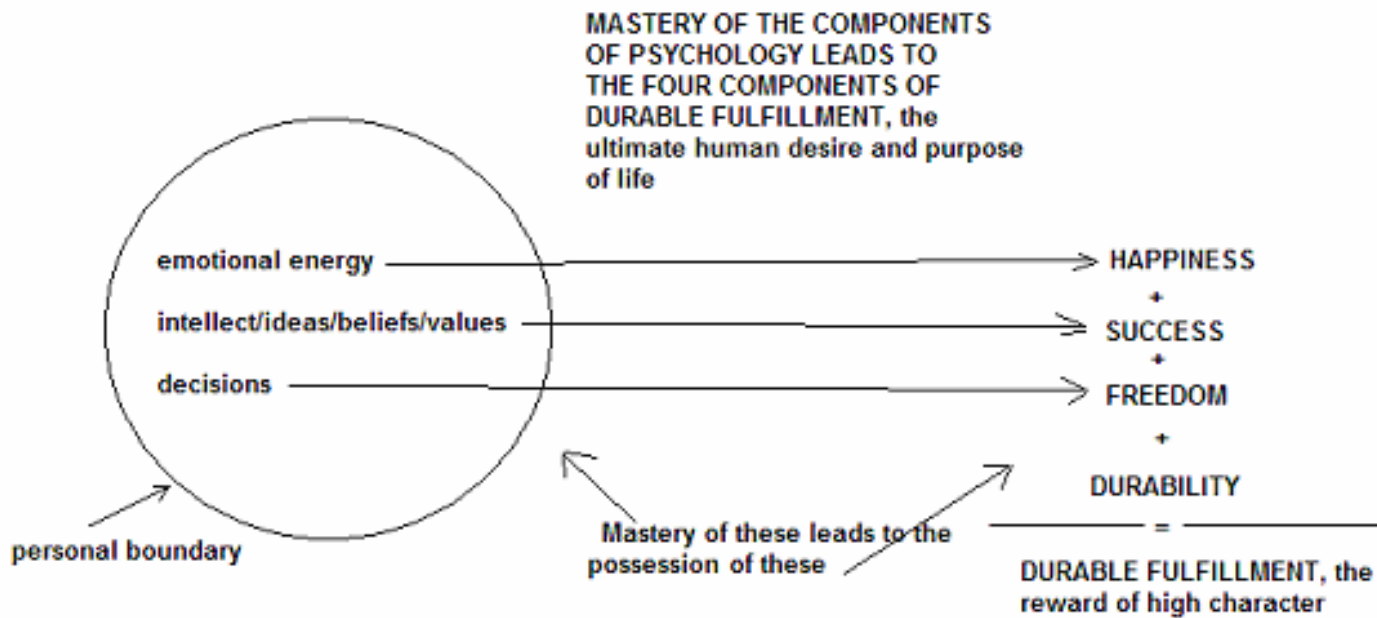 MASTERY OF THE COMPONENTS
OF PSYCHOLOGY LEADS TO
THE FOUR COMPONENTS OF
DURABLE FULFILLMENT, the
ultimate human desire and purpose
of life
emotional energy
HAPPINESS
+
intellect/ideas/beliefs/values
SUCCESS
+
decisions
FREEDOM
+
DURABILITY
=
personal boundary
Mastery of these leads to the
possession of these
DURABLE FULFILLMENT, the
reward of high character